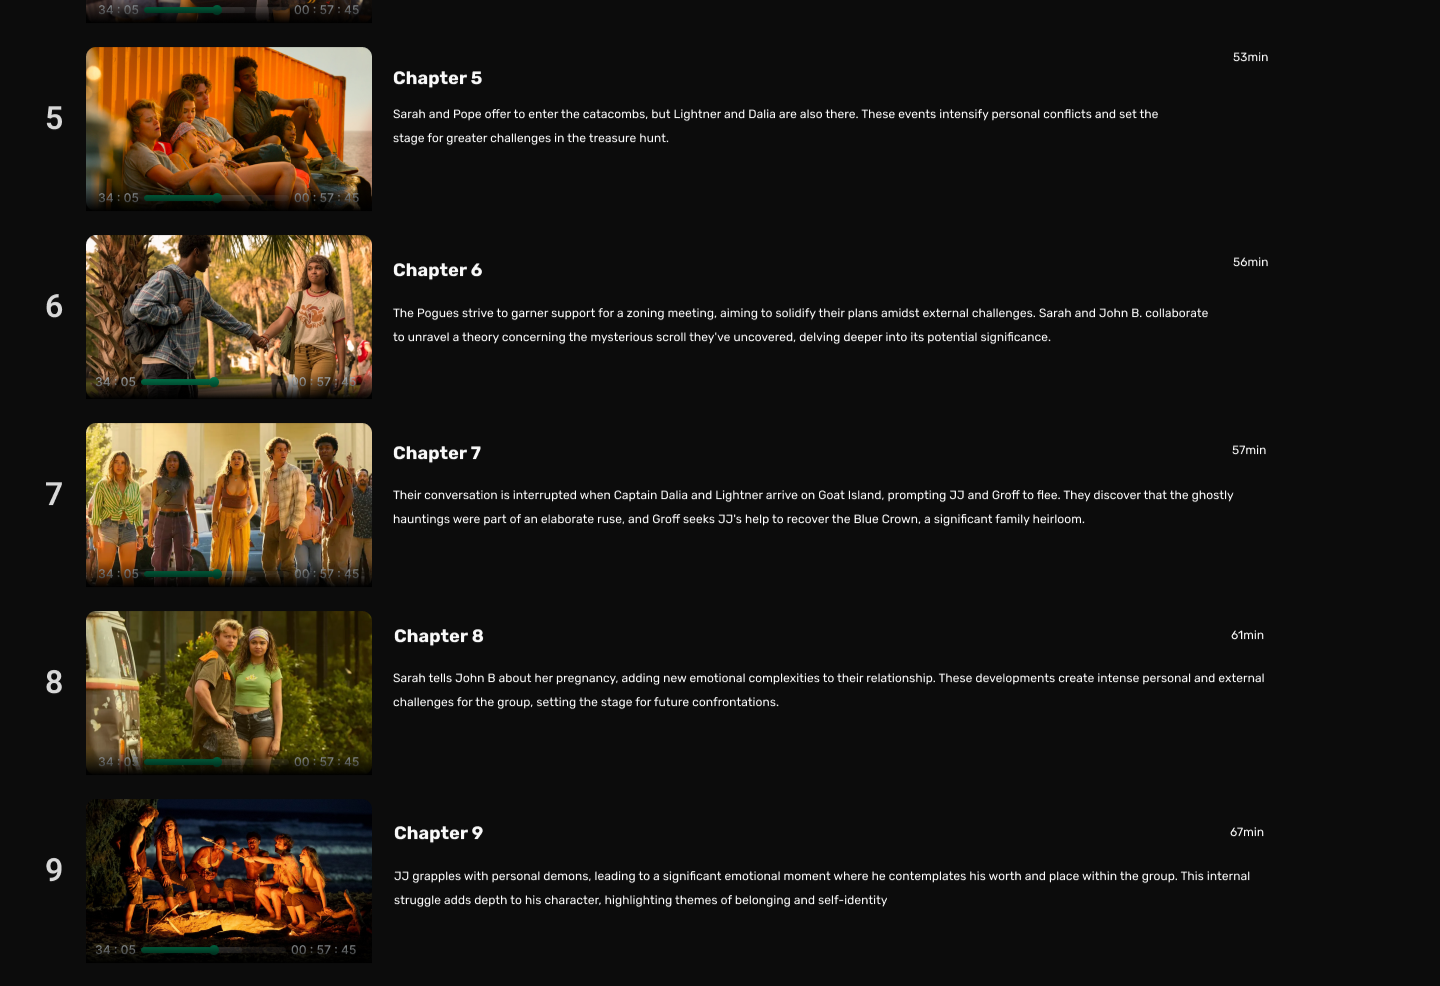 34 : 05 00 : 57 : 45
5
Chapter 5
53min
Sarah and Pope offer to enter the catacombs, but Lightner and Dalia are also there. These events intensify personal conflicts and set the
stage for greater challenges in the treasure hunt.
34 : 05 00 : 57 : 45
6
Chapter 6
56min
The Pogues strive to garner support for a zoning meeting, aiming to solidify their plans amidst external challenges. Sarah and John B. collaborate
to unravel a theory concerning the mysterious scroll they've uncovered, delving deeper into its potential significance.
34 : 05 00 : 57 : 45
7
Chapter 7
57min
Their conversation is interrupted when Captain Dalia and Lightner arrive on Goat Island, prompting JJ and Groff to flee. They discover that the ghostly
hauntings were part of an elaborate ruse, and Groff seeks JJ's help to recover the Blue Crown, a significant family heirloom.
34 : 05 00 : 57 : 45
8
Chapter 8
61min
Sarah tells John B about her pregnancy, adding new emotional complexities to their relationship. These developments create intense personal and external
challenges for the group, setting the stage for future confrontations.
34 : 05 00 : 57 : 45
9
Chapter 9
67min
JJ grapples with personal demons, leading to a significant emotional moment where he contemplates his worth and place within the group. This internal
struggle adds depth to his character, highlighting themes of belonging and self-identity
34 : 05 00 : 57 : 45